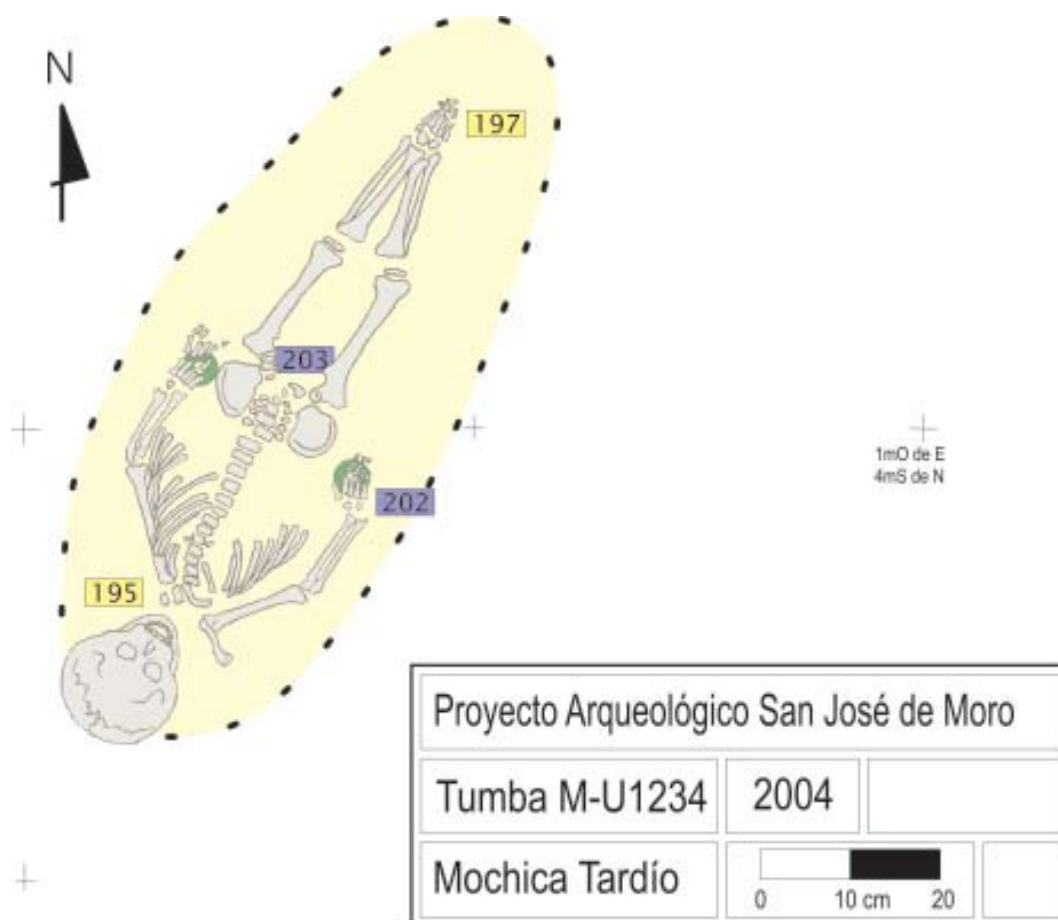 N
197
203
202
1mO de E
4mS de N
195
Proyecto Arqueológico San José de Moro
Tumba M-U1234
2004
Mochica Tardío
0 10 cm 20